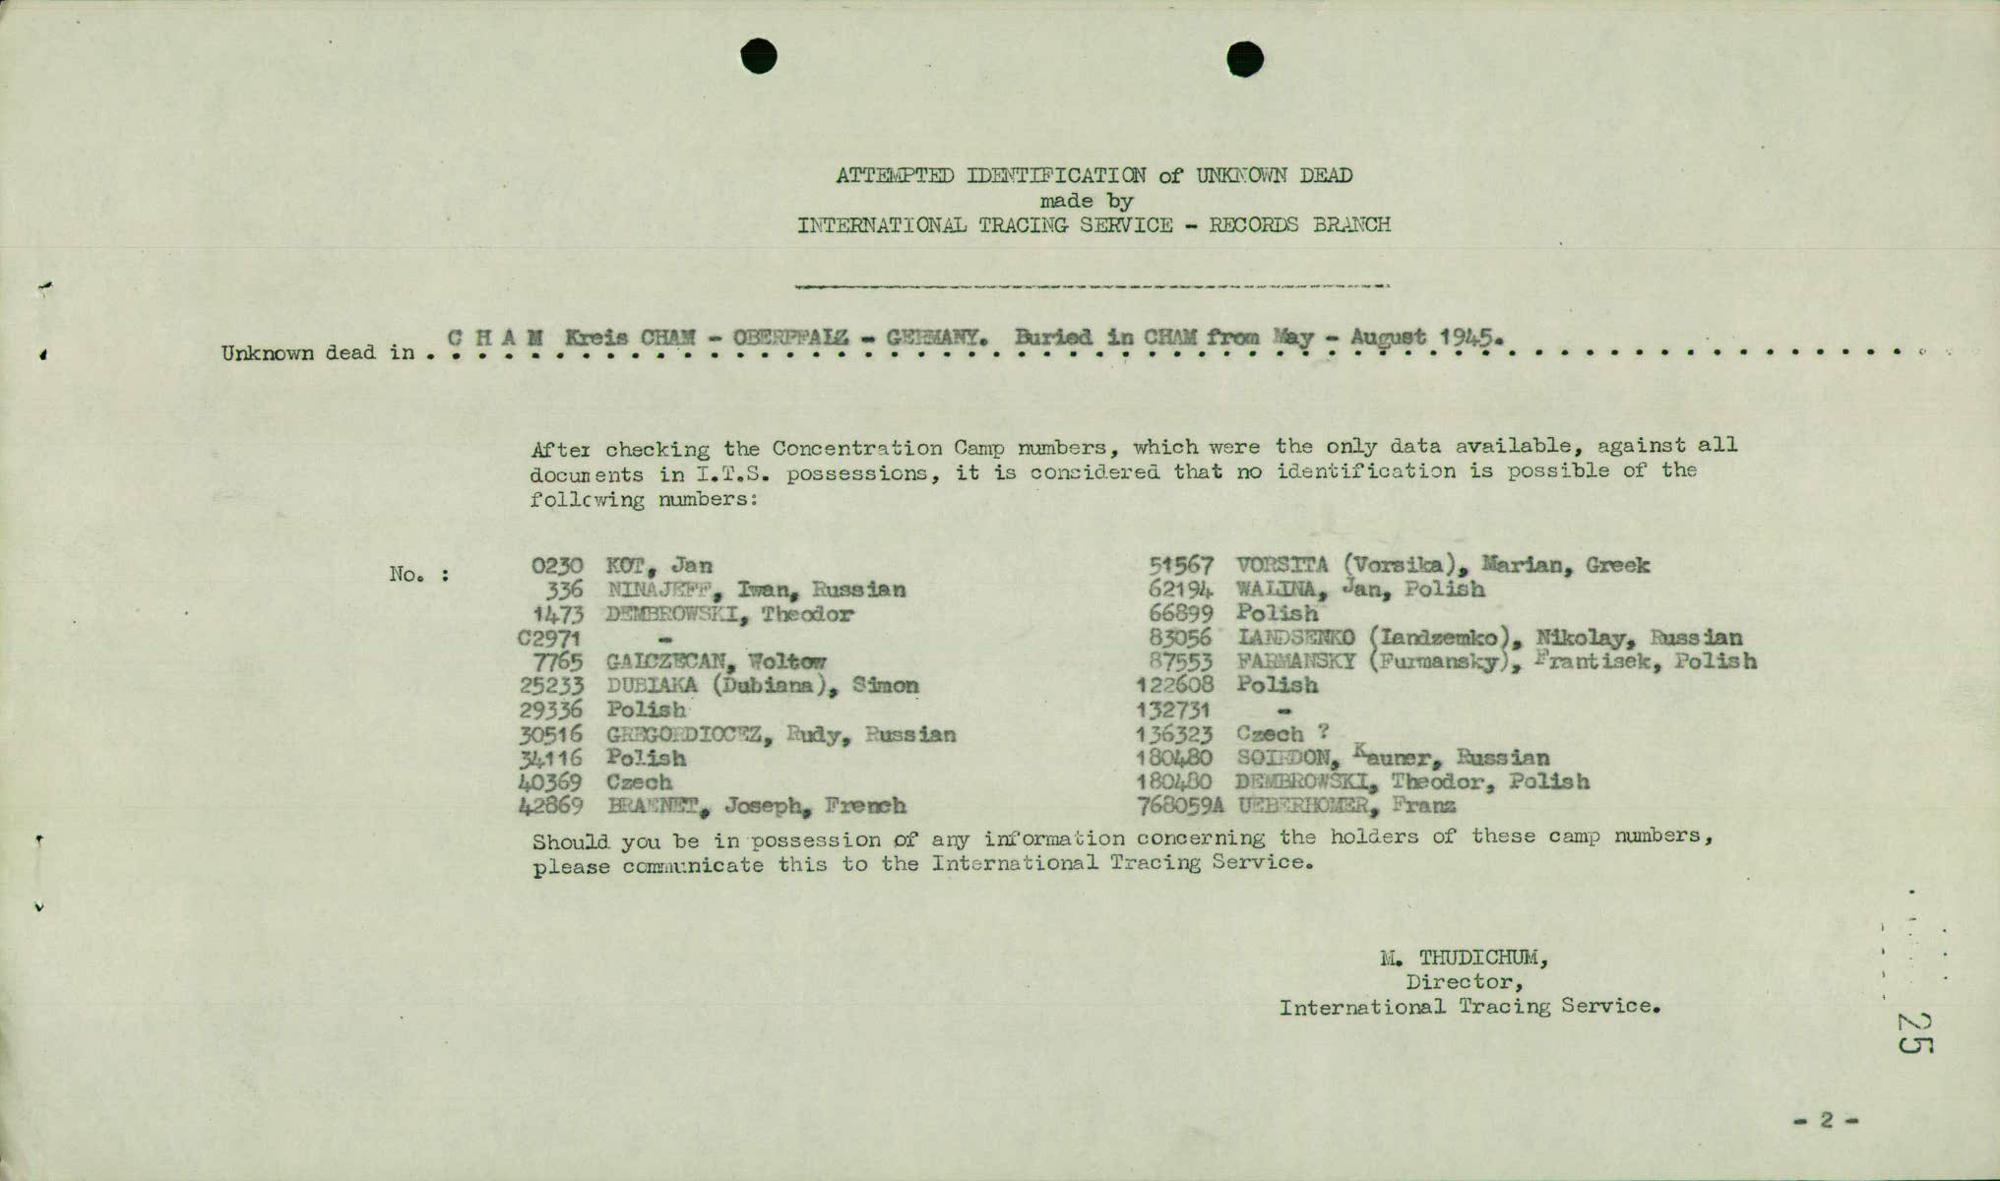 ATTEMPTED IDENTIFICATION of UNKNOWN DEAD
made by
INTERNATIONAL TRACING SERVICE - RECORDS BRANCH
Unknown dead in . C H A M Kreis CHAM - OBERPFALZ - GERMANY. Buried in CHAM from May - August 1945.
After checking the Concentration Camp numbers, which were the only data available, against all
documents in I.T.S. possessions, it is considered that no identification is possible of the
following numbers:
No. :
0230 KOT, Jan
336 NINAJEFF, Iwan, Russian
1473 DEMBROWSKI, Theodor
C2971 -
7765 GALCZECAN, Woltow
25233 DUBIAKA (Dubiana), Simon
29336 Polish
30516 Rudy, Russian
34116 Polish
40369 Czech
42869 Joseph, French
51567 VORSITA (Vorsika), Marian, Greek
62194 WALINA, Jan, Polish
66899 Polish
83056 LANDSENKO (Landzemko), Nikolay, Russian
87553 FARMANSKY (Furmansky), Frantisek, Polish
122608 Polish
132731 -
136323 Czech ?
180480 Kaurer, Russian
180480 DEMBROWSKI, Theodor, Polish
768059A UEBERHOMER, Franz
Should you be in possession of any information concerning the holders of these camp numbers,
please communicate this to the International Tracing Service.
M. THUDICHUM,
Director,
International Tracing Service.
25
- 2 -